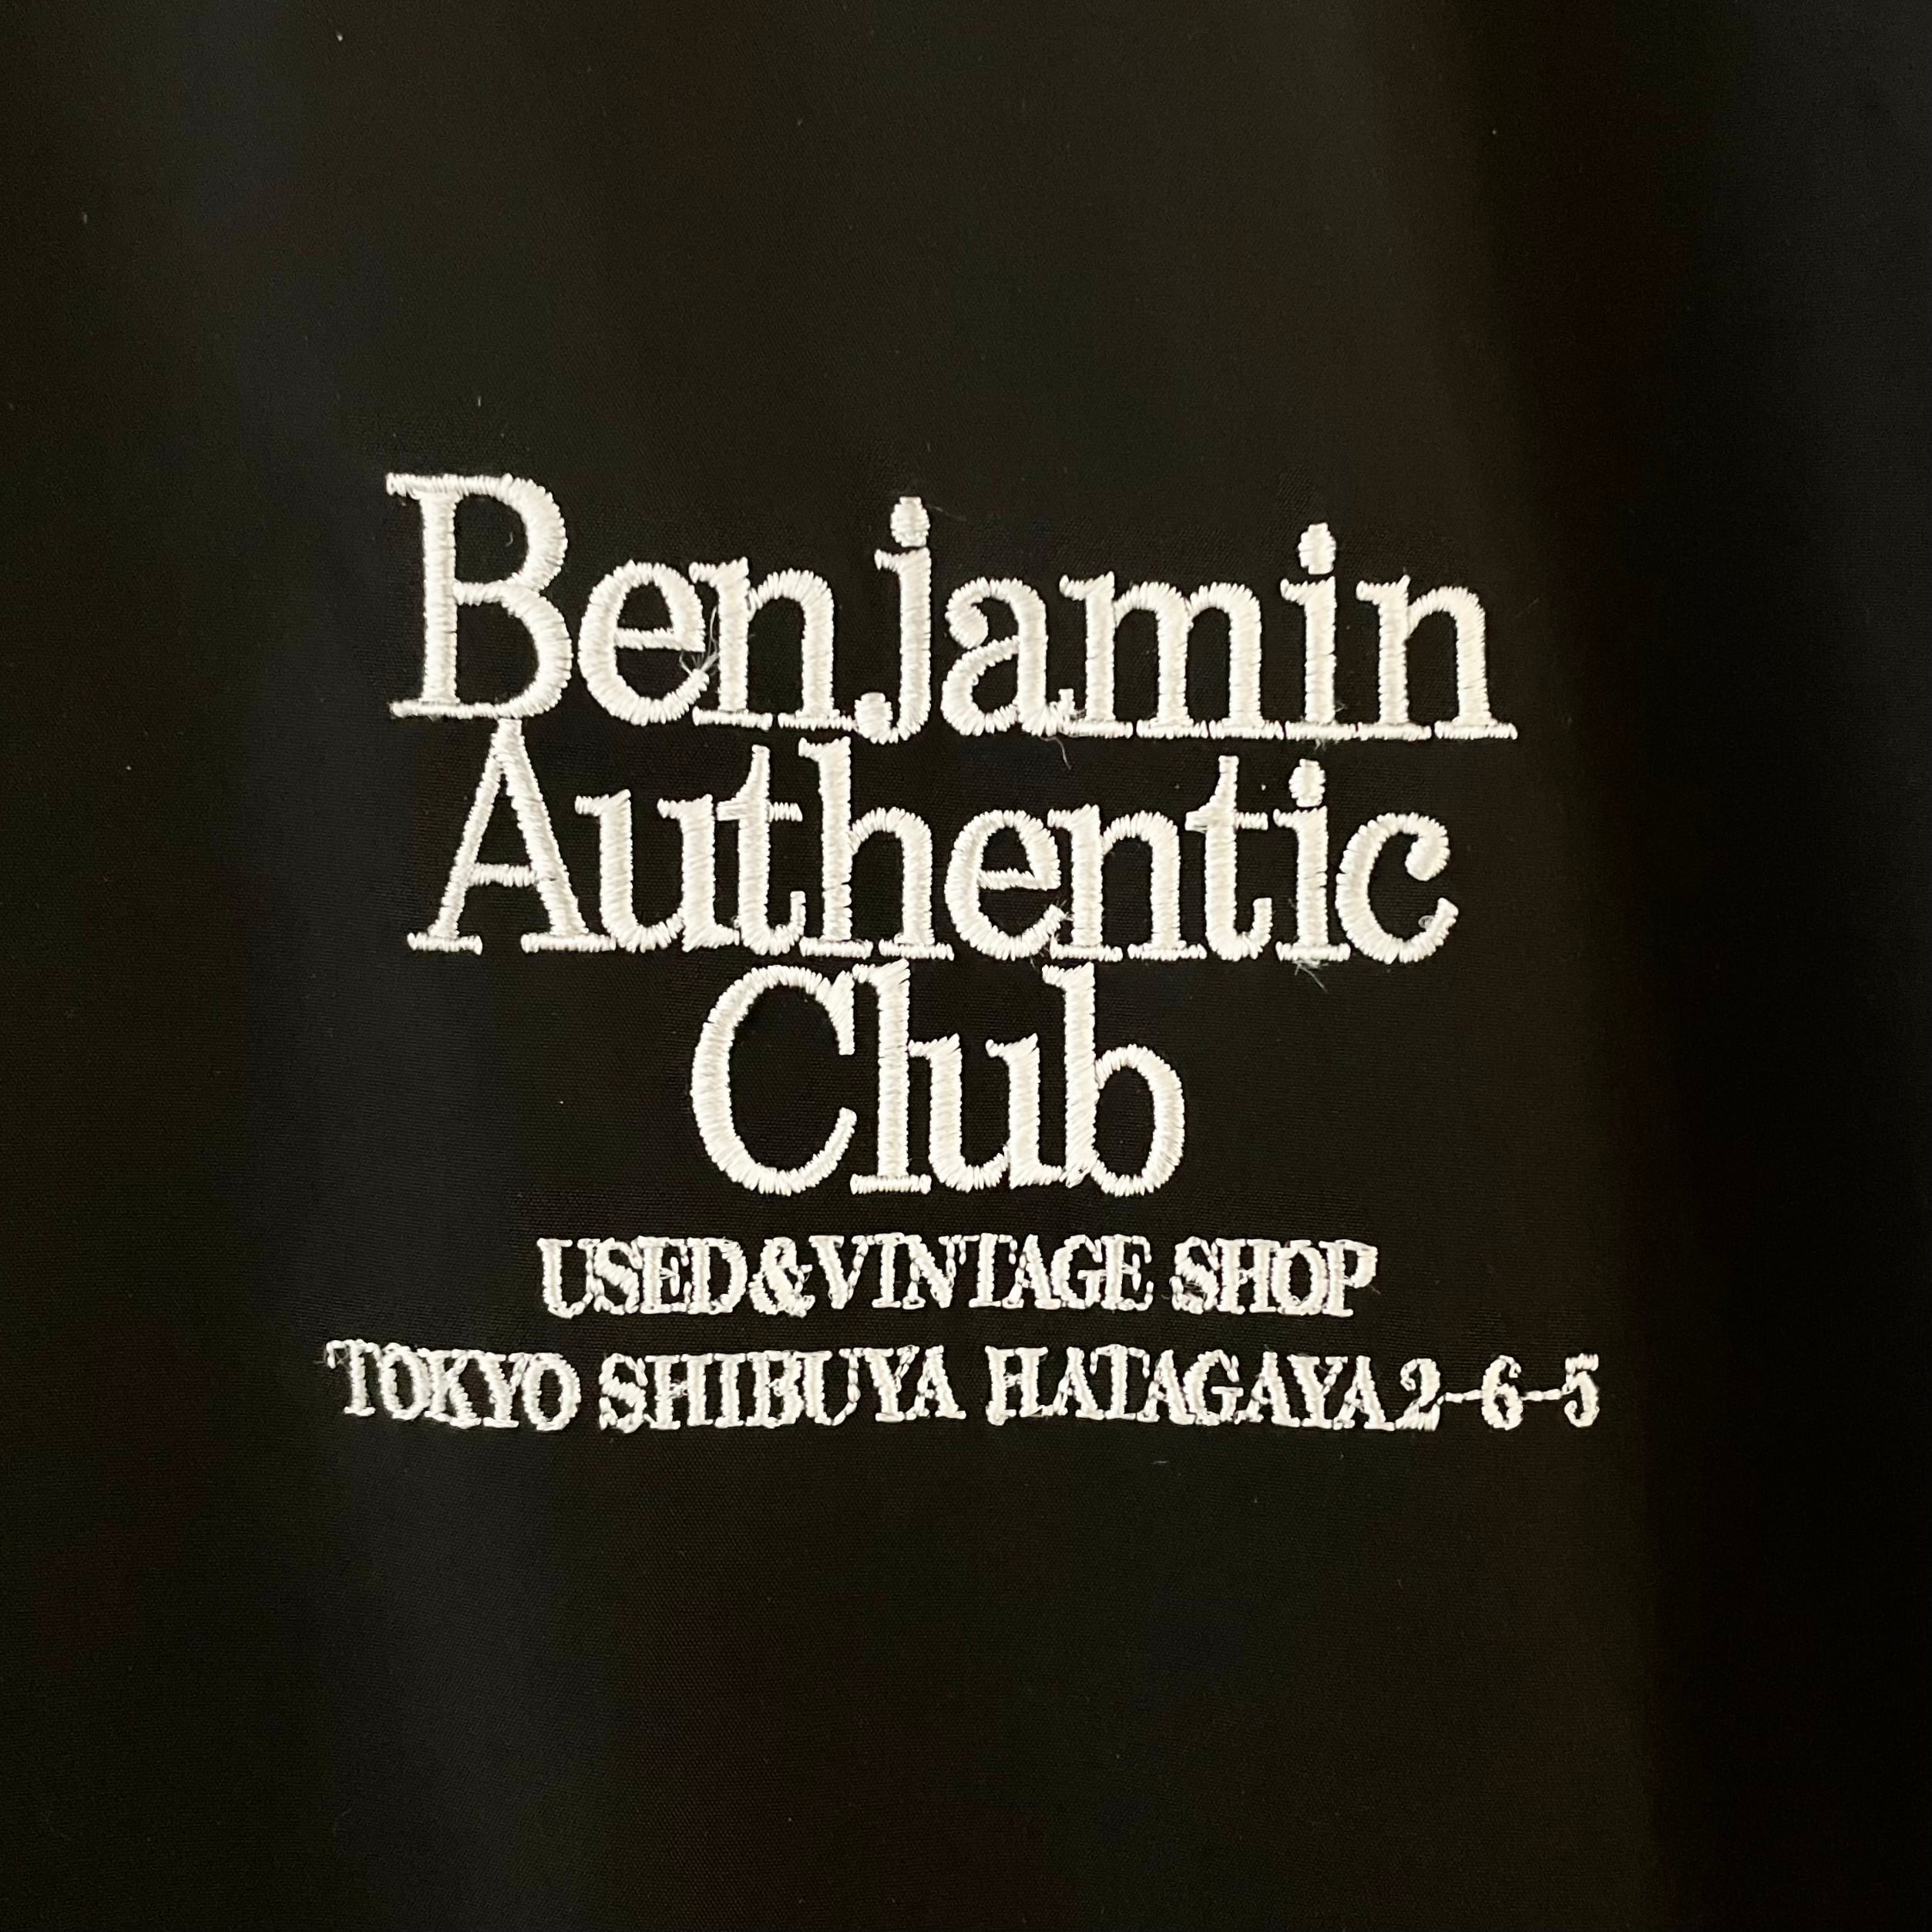 Benjamin
Authentic
Club
USED&VINTAGE SHOP
TOKYO SHIBUYA HATAGAYA 2-6-5